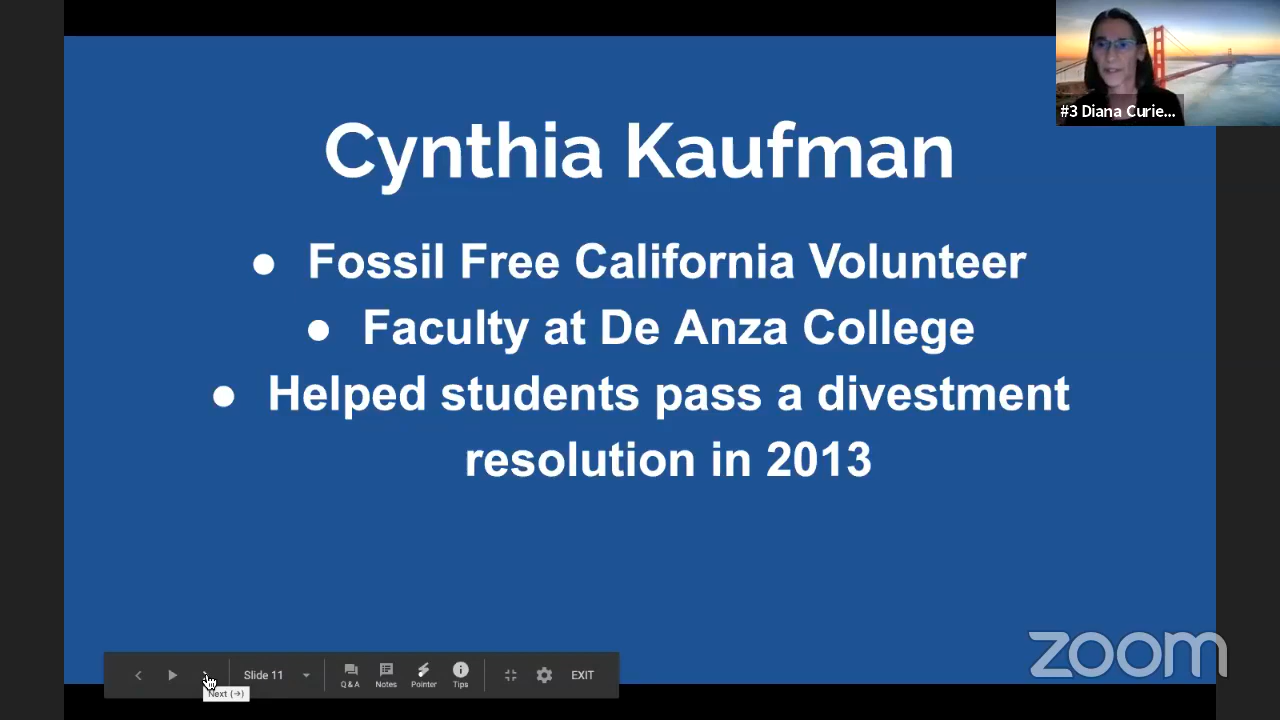 #3 Diana Curie...
Cynthia Kaufman
● Fossil Free California Volunteer
● Faculty at De Anza College
● Helped students pass a divestment
resolution in 2013
zoom
Slide 11
Q & A
Notes
Pointer
Tips
EXIT
Next (→)